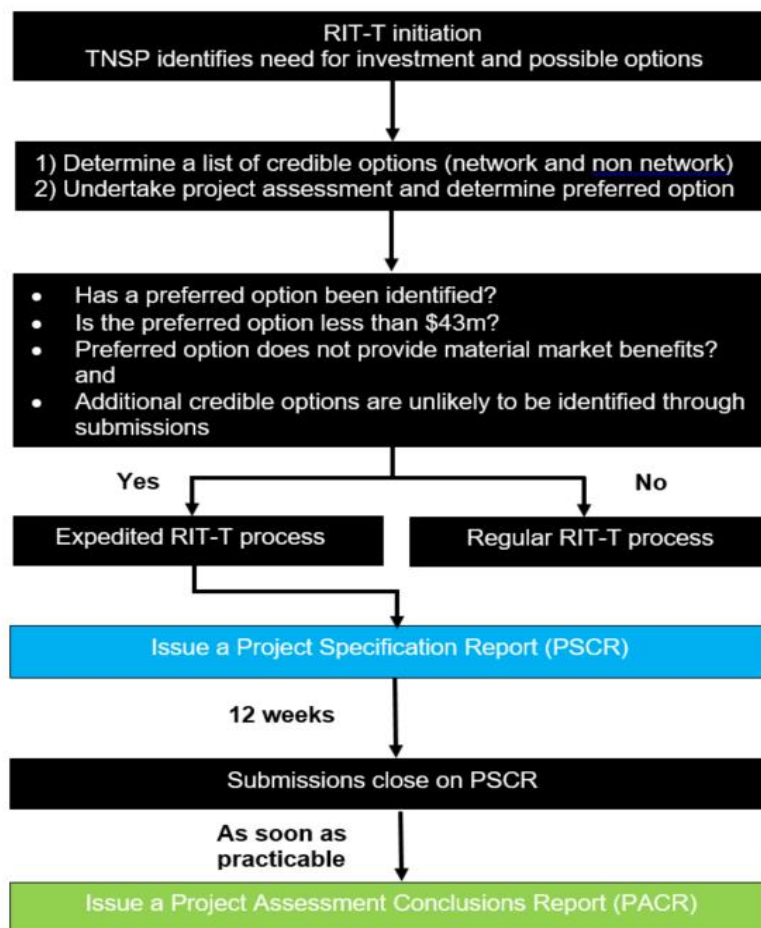 RIT-T initiation
TNSP identifies need for investment and possible options
1) Determine a list of credible options (network and non network)
2) Undertake project assessment and determine preferred option
• Has a preferred option been identified?
• Is the preferred option less than $43m?
• Preferred option does not provide material market benefits?
and
• Additional credible options are unlikely to be identified through
submissions
Yes
No
Expedited RIT-T process
Regular RIT-T process
Issue a Project Specification Report (PSCR)
12 weeks
Submissions close on PSCR
As soon as
practicable
Issue a Project Assessment Conclusions Report (PACR)